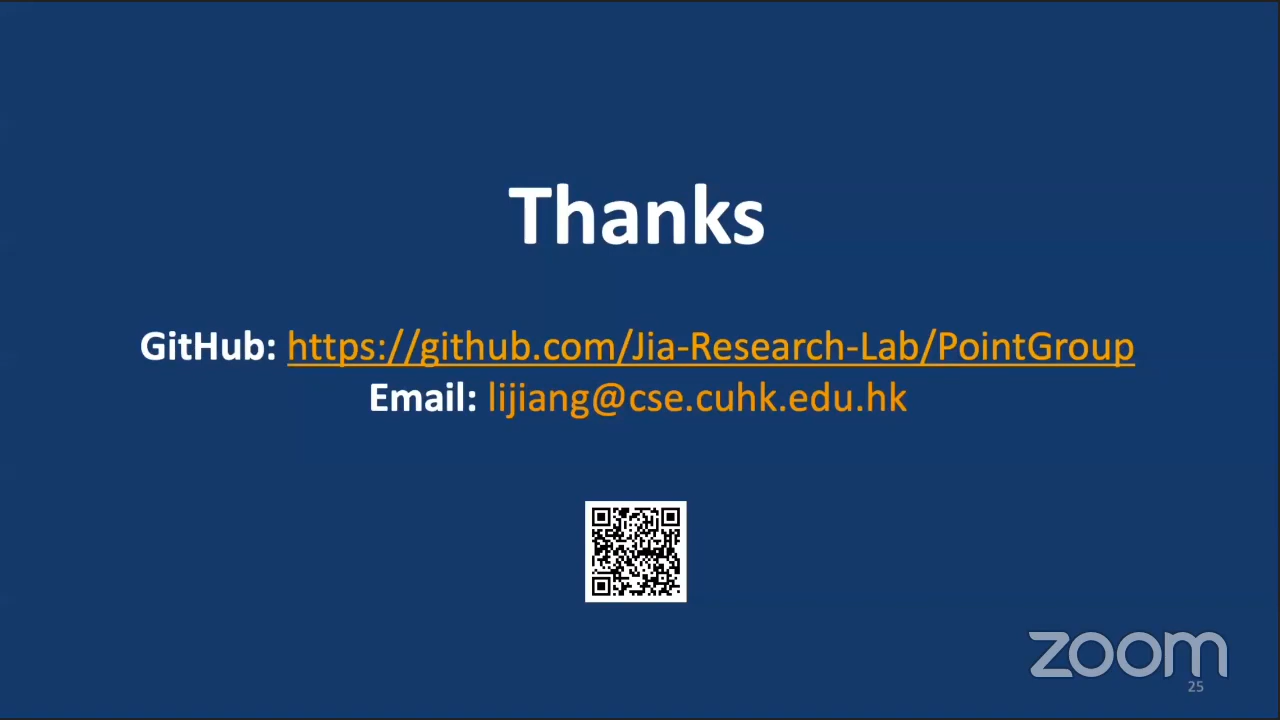 Thanks
GitHub: https://github.com/Jia-Research-Lab/PointGroup
Email: lijiang@cse.cuhk.edu.hk
zoom
25